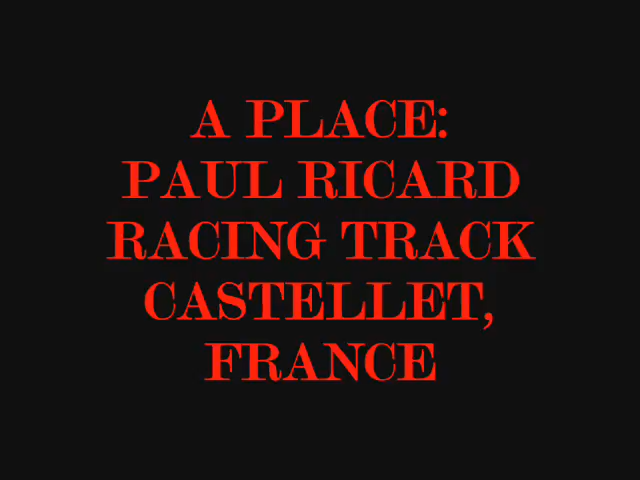 A PLACE:
PAUL RICARD
RACING TRACK
CASTELLET,
FRANCE